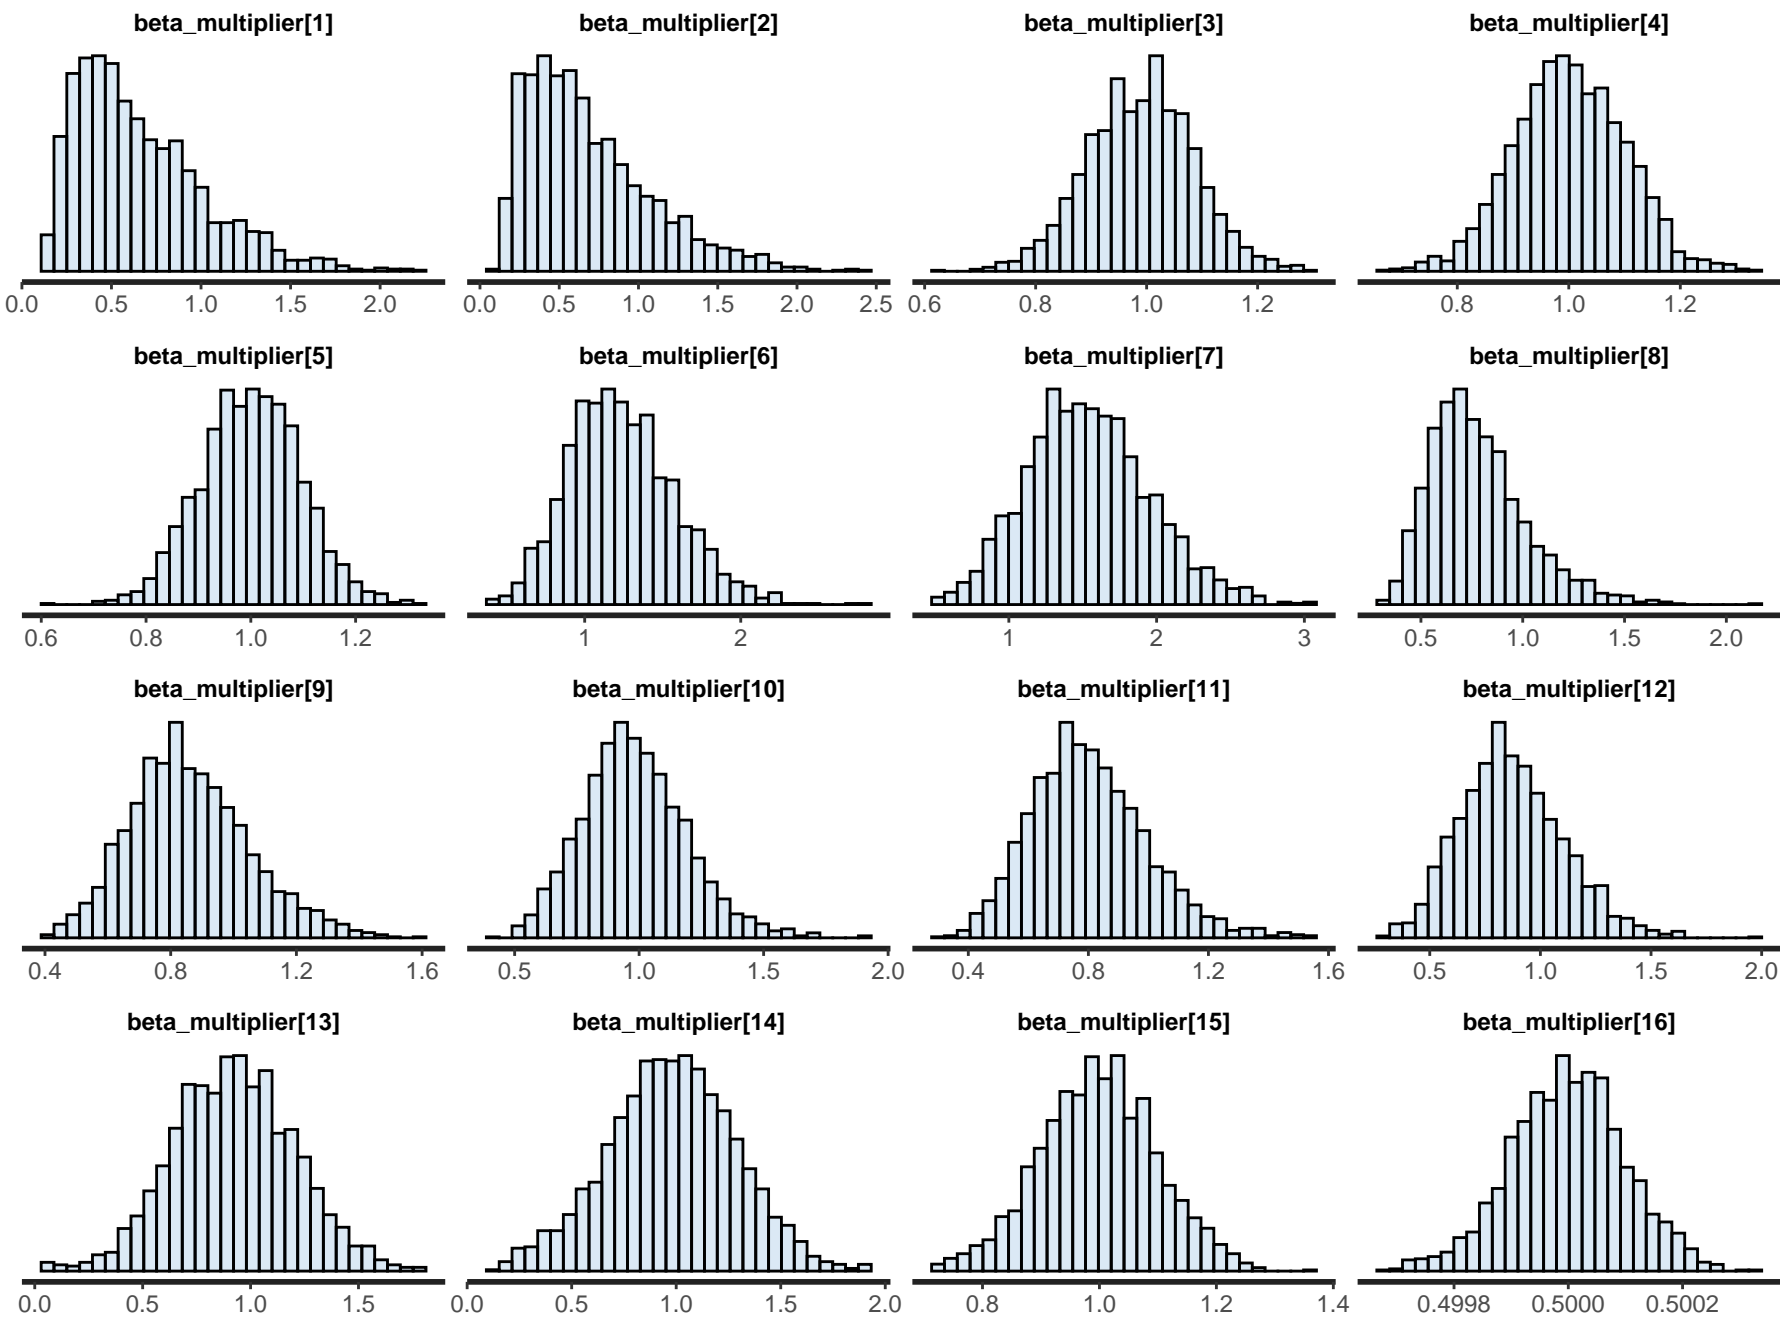 beta_multiplier[1] beta_multiplier[2] beta_multiplier[3] beta_multiplier[4]
0.0 0.5 1.0 1.5 2.0 0.0 0.5 1.0 1.5 2.0 2.5 0.6 0.8 1.0 1.2 0.8 1.0 1.2
beta_multiplier[5] beta_multiplier[6] beta_multiplier[7] beta_multiplier[8]
0.6 0.8 1.0 1.2 1 2 1 2 3 0.5 1.0 1.5 2.0
beta_multiplier[9] beta_multiplier[10] beta_multiplier[11] beta_multiplier[12]
0.4 0.8 1.2 1.6 0.5 1.0 1.5 2.0 0.4 0.8 1.2 1.6 0.5 1.0 1.5 2.0
beta_multiplier[13] beta_multiplier[14] beta_multiplier[15] beta_multiplier[16]
0.0 0.5 1.0 1.5 0.0 0.5 1.0 1.5 2.0 0.8 1.0 1.2 1.4 0.4998 0.5000 0.5002